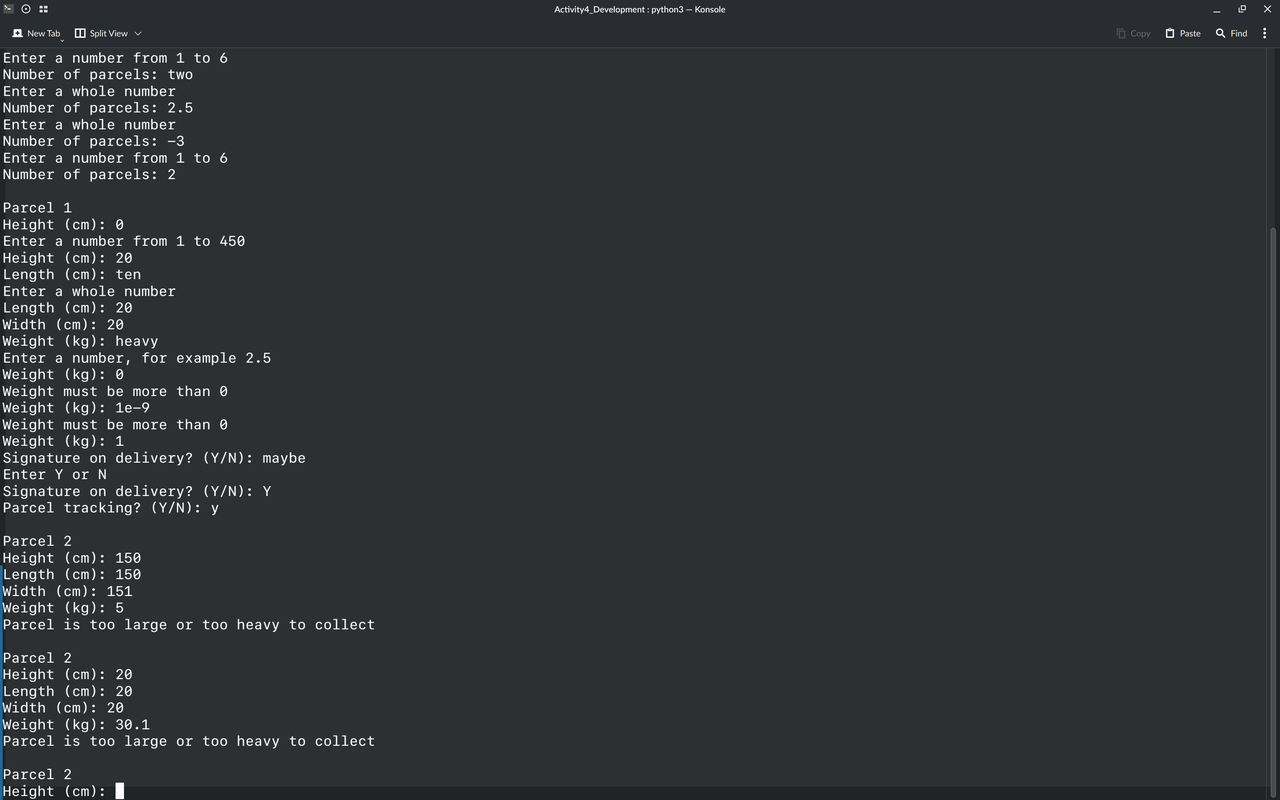 Activity4_Development : python3 — Konsole
New Tab
Split View
Copy
Paste
Find
Enter a number from 1 to 6
Number of parcels: two
Enter a whole number
Number of parcels: 2.5
Enter a whole number
Number of parcels: -3
Enter a number from 1 to 6
Number of parcels: 2
Parcel 1
Height (cm): 0
Enter a number from 1 to 450
Height (cm): 20
Length (cm): ten
Enter a whole number
Length (cm): 20
Width (cm): 20
Weight (kg): heavy
Enter a number, for example 2.5
Weight (kg): 0
Weight must be more than 0
Weight (kg): 1e-9
Weight must be more than 0
Weight (kg): 1
Signature on delivery? (Y/N): maybe
Enter Y or N
Signature on delivery? (Y/N): Y
Parcel tracking? (Y/N): y
Parcel 2
Height (cm): 150
Length (cm): 150
Width (cm): 151
Weight (kg): 5
Parcel is too large or too heavy to collect
Parcel 2
Height (cm): 20
Length (cm): 20
Width (cm): 20
Weight (kg): 30.1
Parcel is too large or too heavy to collect
Parcel 2
Height (cm):